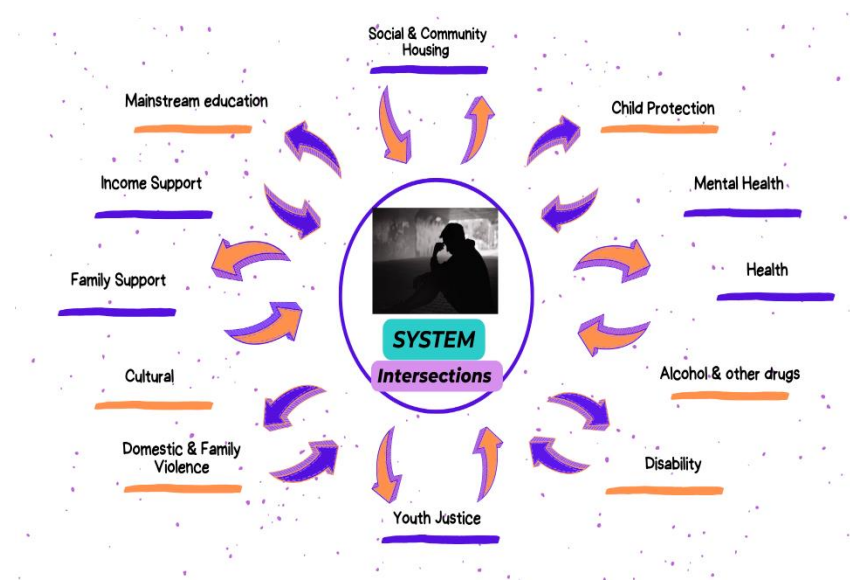 Social & Community
Housing
Mainstream education
Child Protection
Income Support
Mental Health
Family Support
Health
SYSTEM
Intersections
Cultural
Alcohol & other drugs
Domestic & Family
Violence
Disability
Youth Justice